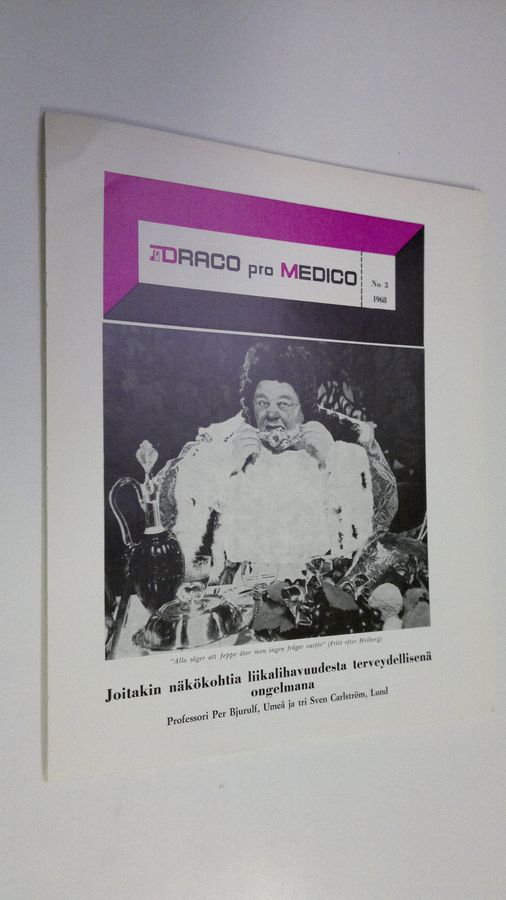 DRACO pro MEDICO
No 3
1968
"Alla säger att Jeppe äter men ingen frågar varför" (Fritt efter Holberg)
Joitakin näkökohtia liikalihavuudesta terveydellisenä
ongelmana
Professori Per Bjurulf, Umeå ja tri Sven Carlström, Lund